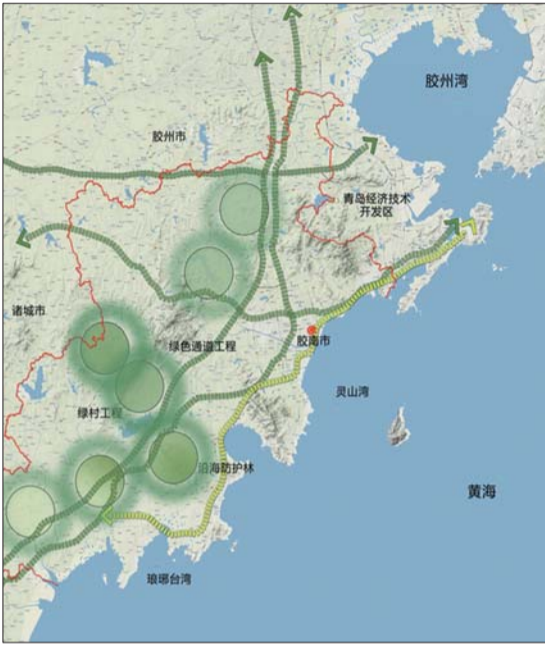 胶州湾
胶州市
青岛经济技术
开发区
诸城市
绿色通道工程
胶南市
灵山湾
绿村工程
沿海防护林
黄海
琅琊台湾